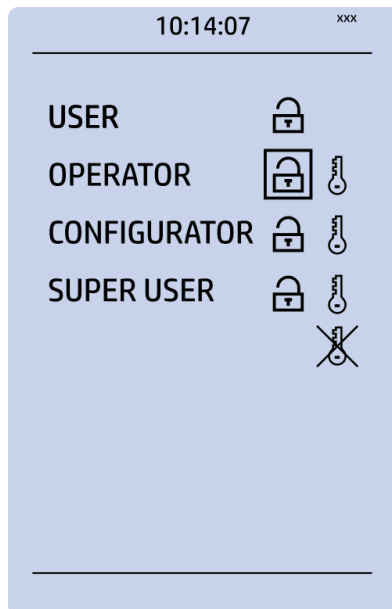 10:14:07 xxx
USER
OPERATOR
CONFIGURATOR
SUPER USER